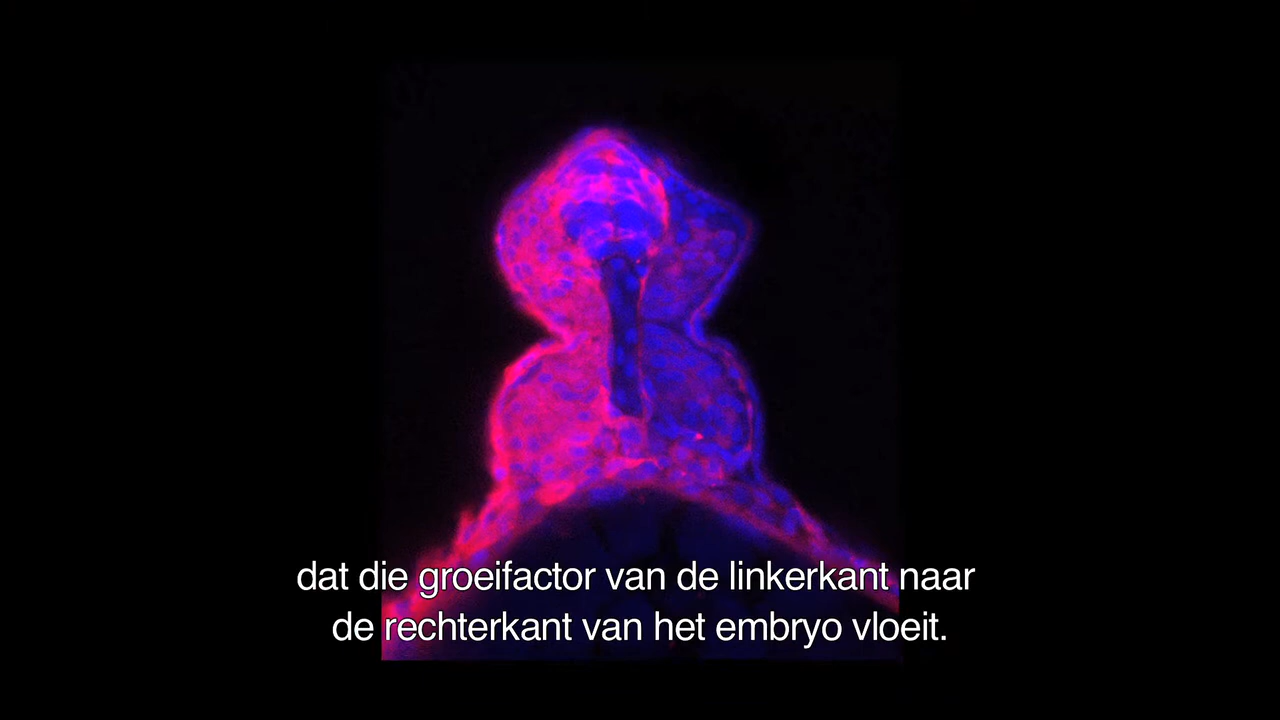 dat die groeifactor van de linkerkant naar
de rechterkant van het embryo vloeit.